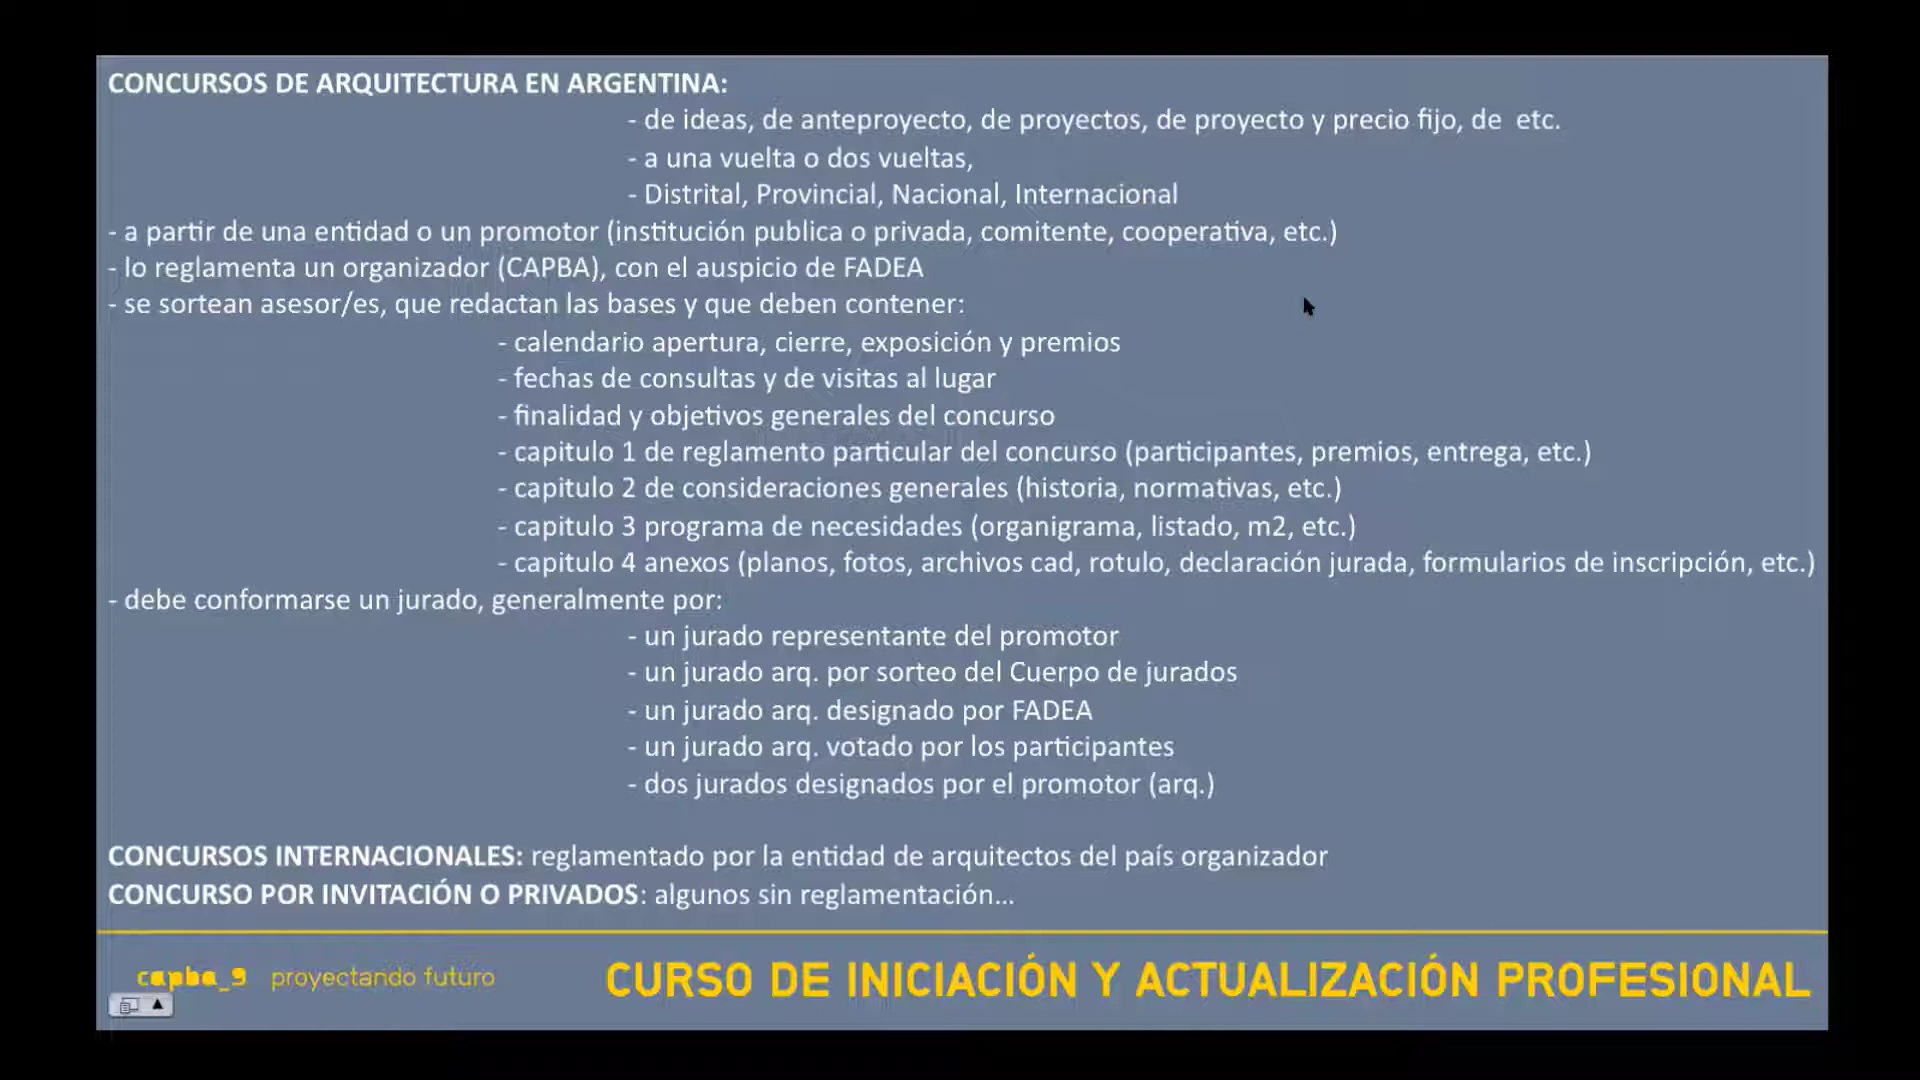 CONCURSOS DE ARQUITECTURA EN ARGENTINA:
- de ideas, de anteproyecto, de proyectos, de proyecto y precio fijo, de etc.
- a una vuelta o dos vueltas,
- Distrital, Provincial, Nacional, Internacional
- a partir de una entidad o un promotor (institución publica o privada, comitente, cooperativa, etc.)
- lo reglamenta un organizador (CAPBA), con el auspicio de FADEA
- se sortean asesor/es, que redactan las bases y que deben contener:
- calendario apertura, cierre, exposición y premios
- fechas de consultas y de visitas al lugar
- finalidad y objetivos generales del concurso
- capitulo 1 de reglamento particular del concurso (participantes, premios, entrega, etc.)
- capitulo 2 de consideraciones generales (historia, normativas, etc.)
- capitulo 3 programa de necesidades (organigrama, listado, m2, etc.)
- capitulo 4 anexos (planos, fotos, archivos cad, rotulo, declaración jurada, formularios de inscripción, etc.)
- debe conformarse un jurado, generalmente por:
- un jurado representante del promotor
- un jurado arq. por sorteo del Cuerpo de jurados
- un jurado arq. designado por FADEA
- un jurado arq. votado por los participantes
- dos jurados designados por el promotor (arq.)
CONCURSOS INTERNACIONALES: reglamentado por la entidad de arquitectos del país organizador
CONCURSO POR INVITACIÓN O PRIVADOS: algunos sin reglamentación...
capba_9 proyectando futuro
CURSO DE INICIACIÓN Y ACTUALIZACIÓN PROFESIONAL